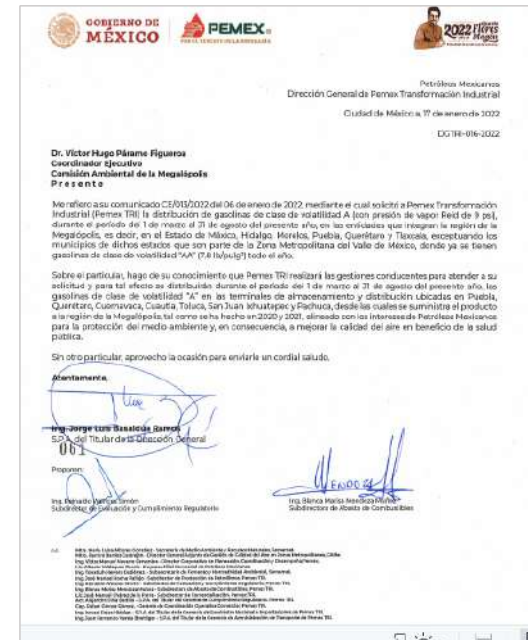 GOBIERNO DE
MÉXICO
PEMEX
POR EL RESCATE DE LA SOBERANÍA
2022 Flores
Magón
Petróleos Mexicanos
Dirección General de Pemex Transformación Industrial
Ciudad de México a 17 de enero de 2022
DGTRI-016-2022
Dr. Víctor Hugo Párame Figueroa
Coordinador Ejecutivo
Comisión Ambiental de la Megalópolis
Presente
Me refiero a su comunicado CE/013/2022 del 06 de enero de 2022, mediante el cual solicitó a Pemex Transformación
Industrial (Pemex TRI) la distribución de gasolinas de clase de volatilidad A (con presión de vapor Reid de 9 psi),
durante el periodo del 1 de marzo al 31 de agosto del presente año, en las entidades que integran la región de la
Megalópolis, es decir, en el Estado de México, Hidalgo, Morelos, Puebla, Querétaro y Tlaxcala, exceptuando los
municipios de dichos estados que son parte de la Zona Metropolitana del Valle de México, donde ya se tienen
gasolinas de clase de volatilidad "AA" (7.8 lb/pulg²) todo el año.
Sobre el particular, hago de su conocimiento que Pemex TRI realizará las gestiones conducentes para atender a su
solicitud y para tal efecto se distribuirán durante el periodo del 1 de marzo al 31 de agosto del presente año, las
gasolinas de clase de volatilidad "A" en las terminales de almacenamiento y distribución ubicadas en Puebla,
Querétaro, Cuernavaca, Cuautla, Toluca, San Juan Ixhuatepec y Pachuca, desde las cuales se suministra el producto
a la región de la Megalópolis, tal como se ha hecho en 2020 y 2021, alineado con los intereses de Petróleos Mexicanos
para la protección del medio ambiente y, en consecuencia, a mejorar la calidad del aire en beneficio de la salud
pública.
Sin otro particular, aprovecho la ocasión para enviarle un cordial saludo.
Atentamente,
Ing. Jorge Luis Basaldúa Ramos
S.P.A. del Titular de la Dirección General
061
Proponen:
Subdirector de Evaluación y Cumplimiento Regulatorio
MENDOZA
Ing. Blanca Marisa Mendoza
Subdirectora de Abasto de Combustibles